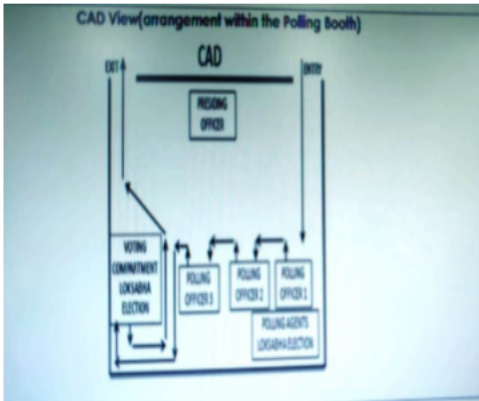 CAD View(arrangement within the Polling Booth)
CAD
EXIT
ENTRY
PRESIDING
OFFICER
VOTING
COMPARTMENT
LOKSABHA
ELECTION
POLLING
OFFICER 3
POLLING
OFFICER 2
POLLING
OFFICER 1
POLLING AGENTS
LOKSABHA ELECTION